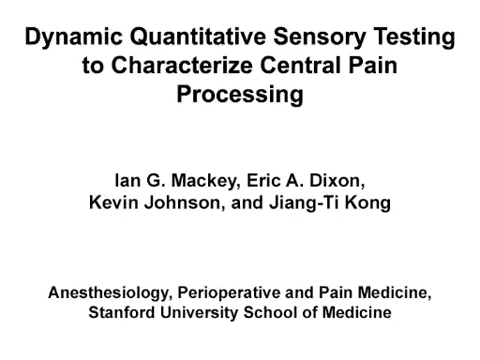 Dynamic Quantitative Sensory Testing
to Characterize Central Pain
Processing
Ian G. Mackey, Eric A. Dixon,
Kevin Johnson, and Jiang-Ti Kong
Anesthesiology, Perioperative and Pain Medicine,
Stanford University School of Medicine